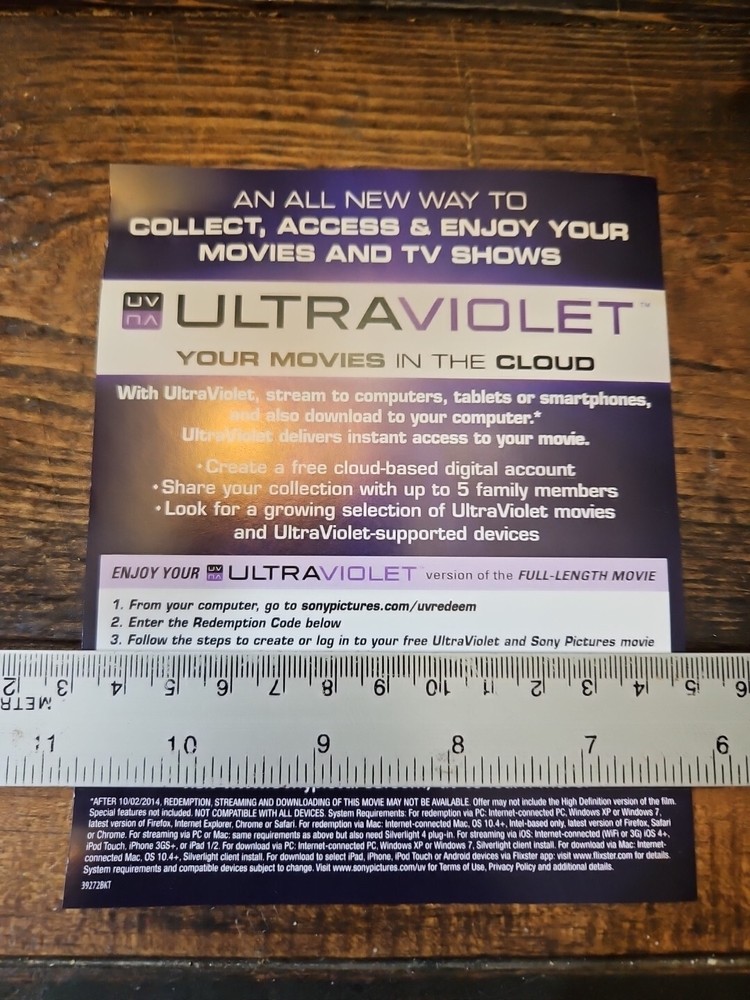 AN ALL NEW WAY TO
COLLECT, ACCESS & ENJOY YOUR
MOVIES AND TV SHOWS
UV ULTRAVIOLET™
YOUR MOVIES IN THE CLOUD
With UltraViolet, stream to computers, tablets or smartphones,
and also download to your computer.*
UltraViolet delivers instant access to your movie.
• Create a free cloud-based digital account
• Share your collection with up to 5 family members
• Look for a growing selection of UltraViolet movies
and UltraViolet-supported devices
ENJOY YOUR UV ULTRAVIOLET™ version of the FULL-LENGTH MOVIE
1. From your computer, go to sonypictures.com/uvredeem
2. Enter the Redemption Code below
3. Follow the steps to create or log in to your free UltraViolet and Sony Pictures movie
2 3 4 5 6 7 8 9 10 11 2 3 4 5 6
METR
11 10 9 8 7 6
*AFTER 10/02/2014, REDEMPTION, STREAMING AND DOWNLOADING OF THIS MOVIE MAY NOT BE AVAILABLE. Offer may not include the High Definition version of the film.
Special features not included. NOT COMPATIBLE WITH ALL DEVICES. System Requirements: For redemption via PC: Internet-connected PC, Windows XP or Windows 7,
latest version of Firefox, Internet Explorer, Chrome or Safari. For redemption via Mac: Internet-connected Mac, OS 10.4+, Intel-based only, latest version of Firefox, Safari
or Chrome. For streaming via PC or Mac: same requirements as above but also need Silverlight 4 plug-in. For streaming via iOS: Internet-connected (WiFi or 3G) iOS 4+,
iPod Touch, iPhone 3GS+, or iPad 1/2. For download via PC: Internet-connected PC, Windows XP or Windows 7, Silverlight client install. For download via Mac: Internet-
connected Mac, OS 10.4+, Silverlight client install. For download to select iPad, iPhone, iPod Touch or Android devices via Flixster app: visit www.flixster.com for details.
System requirements and compatible devices subject to change. Visit www.sonypictures.com/uv for Terms of Use, Privacy Policy and additional details.
39272BKT